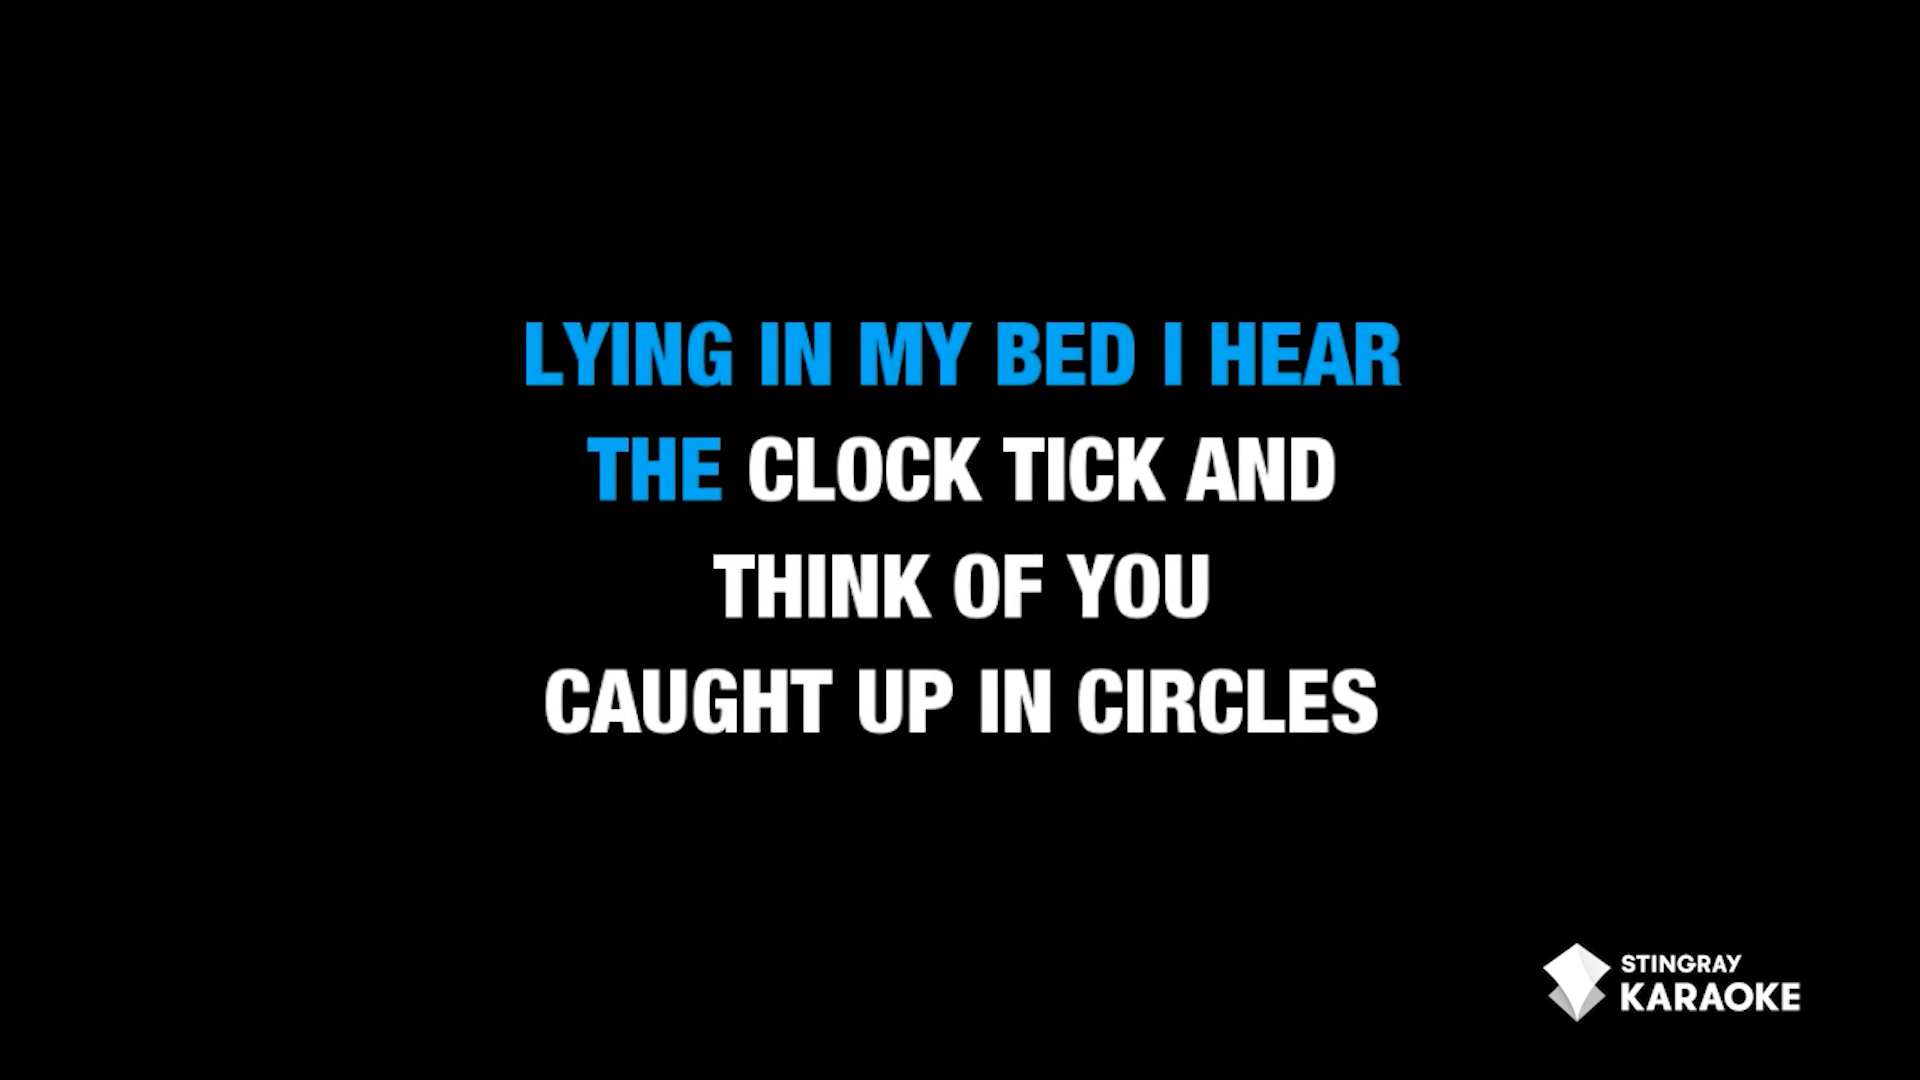 LYING IN MY BED I HEAR
THE CLOCK TICK AND
THINK OF YOU
CAUGHT UP IN CIRCLES
STINGRAY
KARAOKE